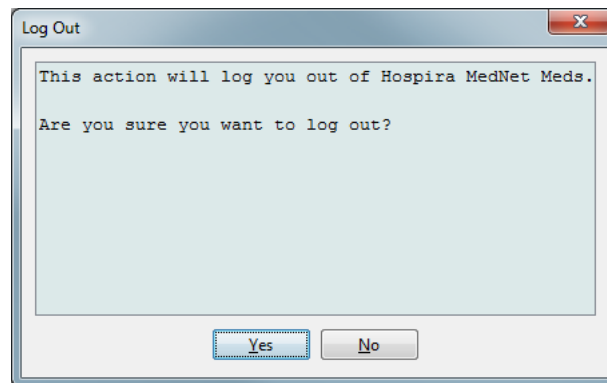 Log Out
This action will log you out of Hospira MedNet Meds.
Are you sure you want to log out?
Yes No